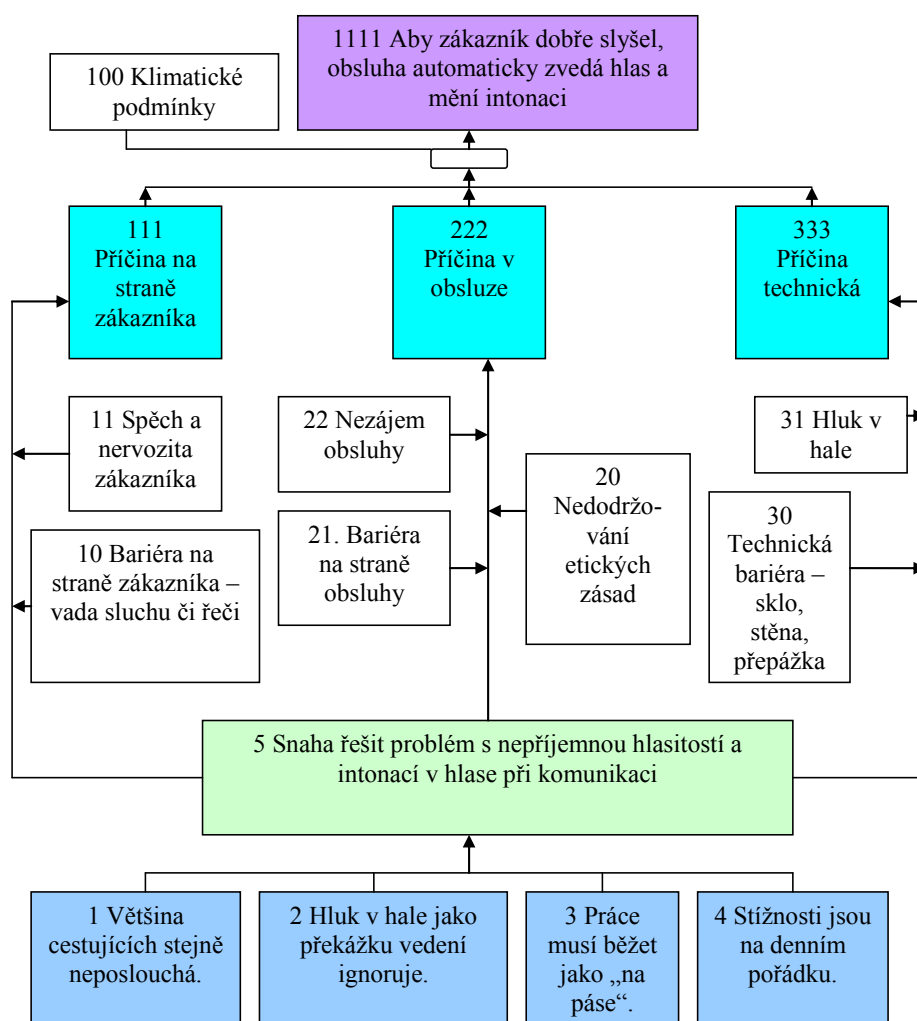 1111 Aby zákazník dobře slyšel,
obsluha automaticky zvedá hlas a
mění intonaci
100 Klimatické
podmínky
111
Příčina na
straně
zákazníka
222
Příčina v
obsluze
333
Příčina
technická
11 Spěch a
nervozita
zákazníka
22 Nezájem
obsluhy
31 Hluk v
hale
20
Nedodržo-
vání
etických
zásad
10 Bariéra na
straně zákazníka –
vada sluchu či řeči
21. Bariéra
na straně
obsluhy
30
Technická
bariéra –
sklo,
stěna,
přepážka
5 Snaha řešit problém s nepříjemnou hlasitostí a
intonací v hlase při komunikaci
1 Většina
cestujících stejně
neposlouchá.
2 Hluk v hale jako
překážku vedení
ignoruje.
3 Práce
musí běžet
jako „na
páse“.
4 Stížnosti jsou
na denním
pořádku.